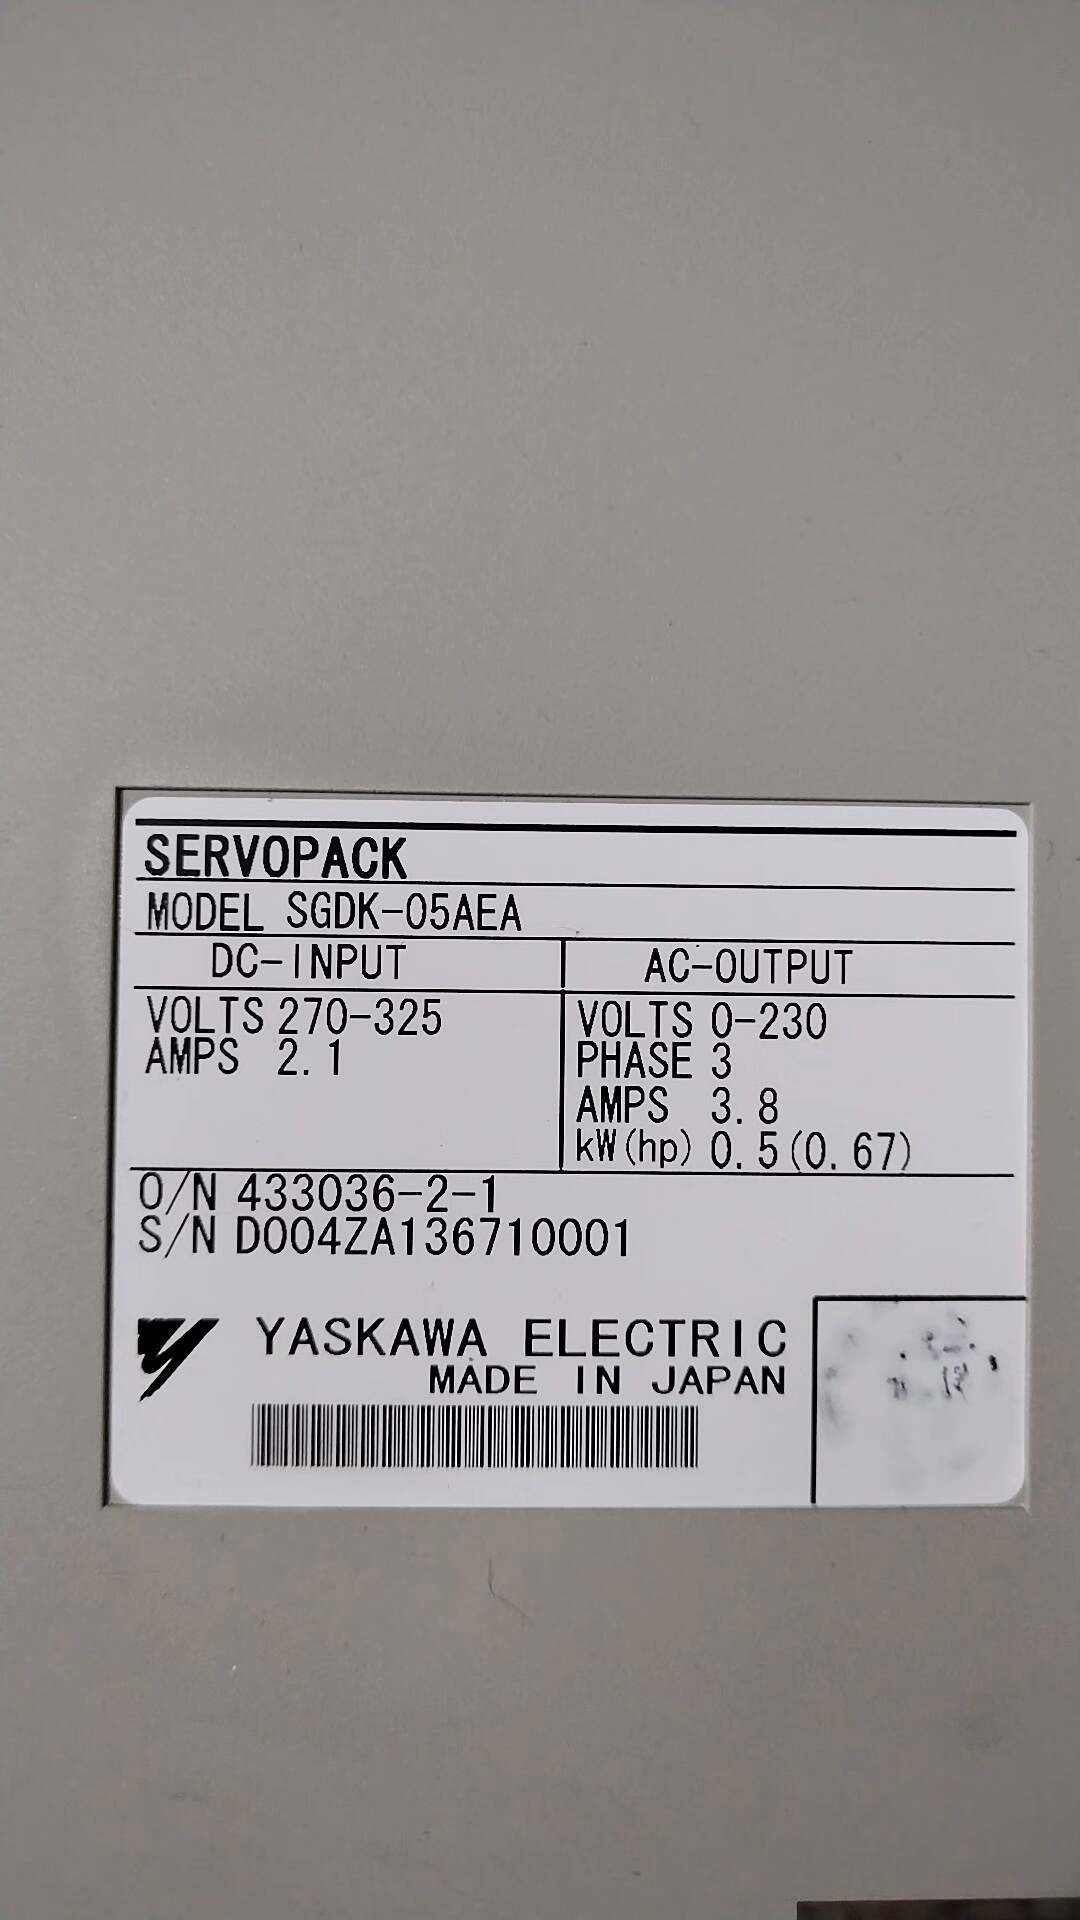 SERVOPACK
MODEL SGDK-05AEA
DC-INPUT
VOLTS 270-325
AMPS 2.1
AC-OUTPUT
VOLTS 0-230
PHASE 3
AMPS 3.8
kW(hp) 0.5(0.67)
O/N 433036-2-1
S/N D004ZA136710001
YASKAWA ELECTRIC
MADE IN JAPAN